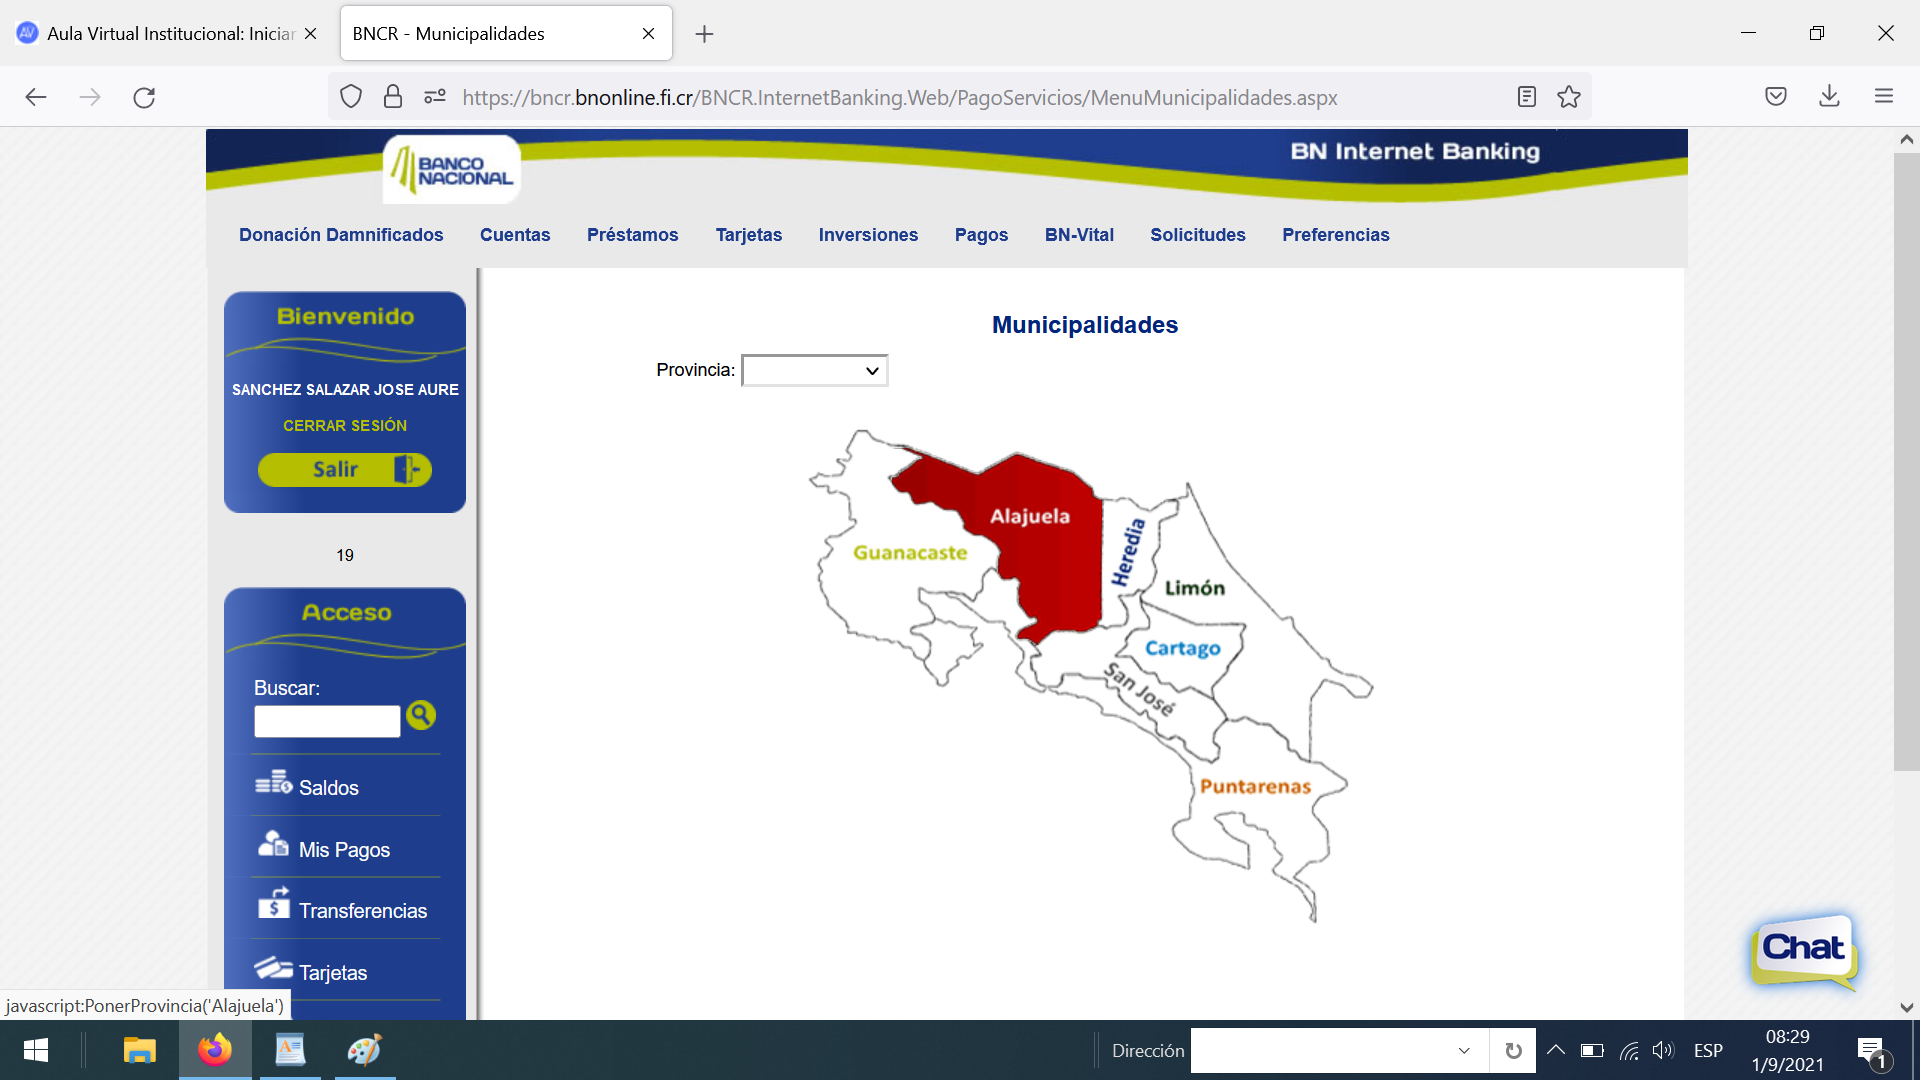 Aula Virtual Institucional: Iniciar
BNCR - Municipalidades
https://bncr.bnonline.fi.cr/BNCR.InternetBanking.Web/PagoServicios/MenuMunicipalidades.aspx
BANCO
NACIONAL
BN Internet Banking
Donación Damnificados Cuentas Préstamos Tarjetas Inversiones Pagos BN-Vital Solicitudes Preferencias
Bienvenido
SANCHEZ SALAZAR JOSE AURE
CERRAR SESIÓN
Salir
19
Acceso
Buscar:
Saldos
Mis Pagos
Transferencias
Tarjetas
Municipalidades
Provincia:
Alajuela
Guanacaste
Heredia
Limón
Cartago
San José
Puntarenas
Chat
javascript:PonerProvincia('Alajuela')
Dirección
ESP
08:29
1/9/2021
1